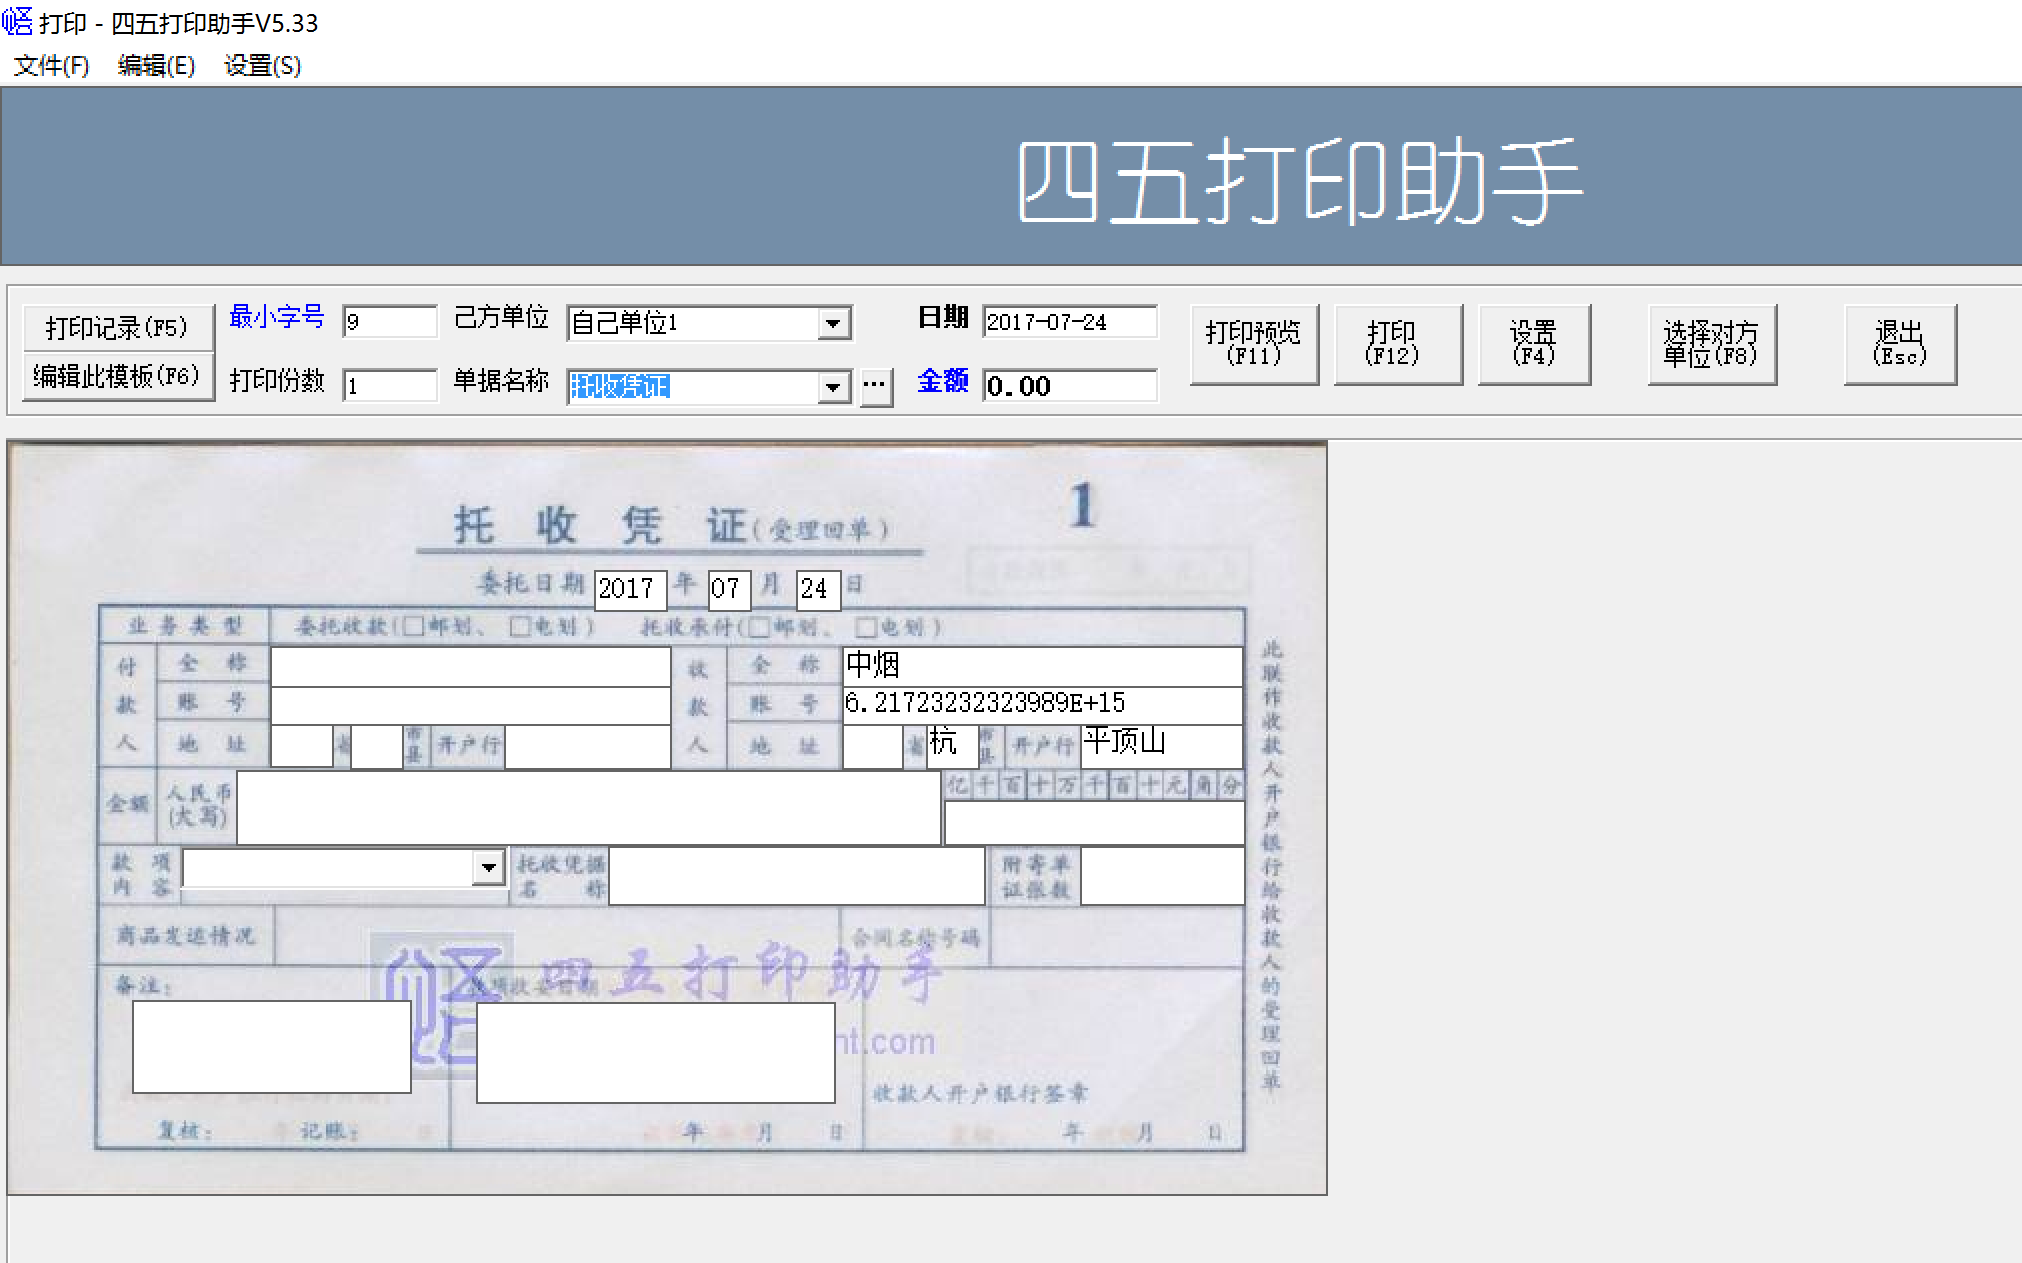 打印 - 四五打印助手V5.33
文件(F) 编辑(E) 设置(S)
四五打印助手
打印记录(F5) 最小字号 9 己方单位 自己单位1 日期 2017-07-24 打印预览(F11) 打印(F12) 设置(F4) 选择对方单位(F8) 退出(Esc)
编辑此模板(F6) 打印份数 1 单据名称 托收凭证 ... 金额 0.00
1
托 收 凭 证(受理回单)
委托日期 2017 年 07 月 24 日
业务类型 委托收款(□邮划、 □电划) 托收承付(□邮划、 □电划)
付款人 全称 收款人 全称 中烟
账号 账号 6.21723232323989E+15
地址 省 市县 开户行 地址 省 杭 市县 开户行 平顶山
金额 人民币(大写) 亿千百十万千百十元角分
款项内容 托收凭据名称 附寄单证张数
商品发运情况 合同名称号码
备注: 款项收妥日期
四五打印助手
nt.com
收款人开户银行签章
复核: 记账: 年 月 日 年 月 日
此联作收款人开户银行给收款人的受理回单